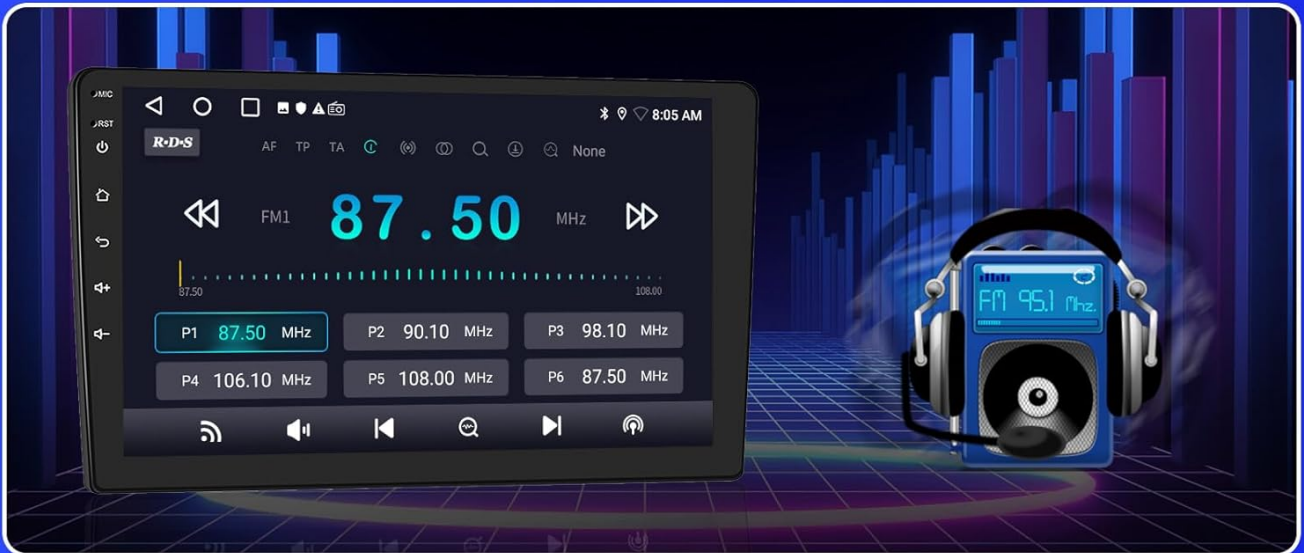 MIC
RST
8:05 AM
R·D·S
AF TP TA None
FM1 87.50 MHz
87.50 108.00
P1 87.50 MHz
P2 90.10 MHz
P3 98.10 MHz
P4 106.10 MHz
P5 108.00 MHz
P6 87.50 MHz
FM 95.1 Mhz.